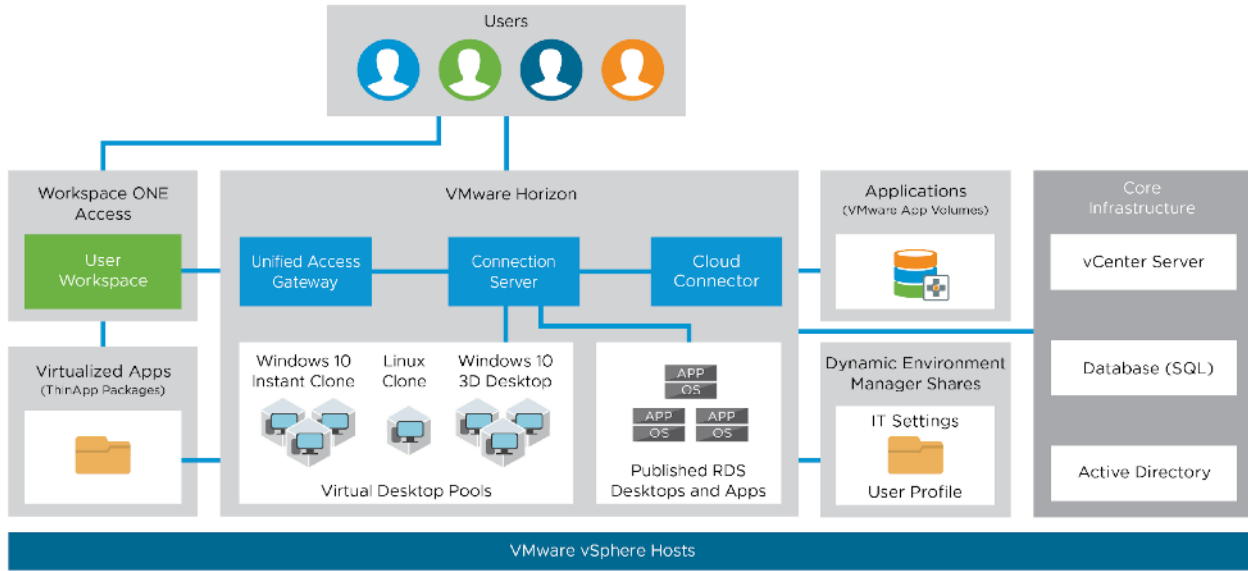 Users
Workspace ONE
Access
User
Workspace
Virtualized Apps
(ThinApp Packages)
VMware Horizon
Unified Access
Gateway
Connection
Server
Cloud
Connector
Windows 10
Instant Clone
Linux
Clone
Windows 10
3D Desktop
Virtual Desktop Pools
APP
OS
APP
OS
APP
OS
Published RDS
Desktops and Apps
Applications
(VMware App Volumes)
Dynamic Environment
Manager Shares
IT Settings
User Profile
Core
Infrastructure
vCenter Server
Database (SQL)
Active Directory
VMware vSphere Hosts